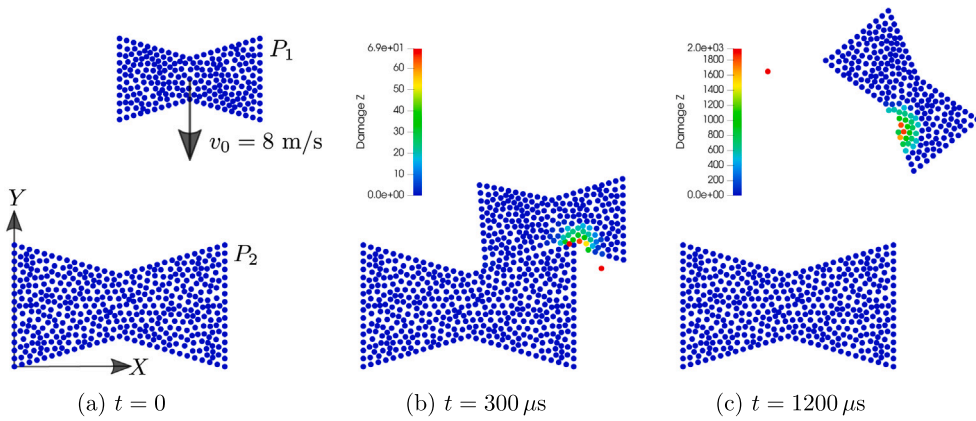 P₁
v₀ = 8 m/s
Y
P₂
X
(a) t = 0
6.9e+01
60
50
40
30
20
10
0.0e+00
Damage Z
(b) t = 300 μs
2.0e+03
1800
1600
1400
1200
1000
800
600
400
200
0.0e+00
Damage Z
(c) t = 1200 μs